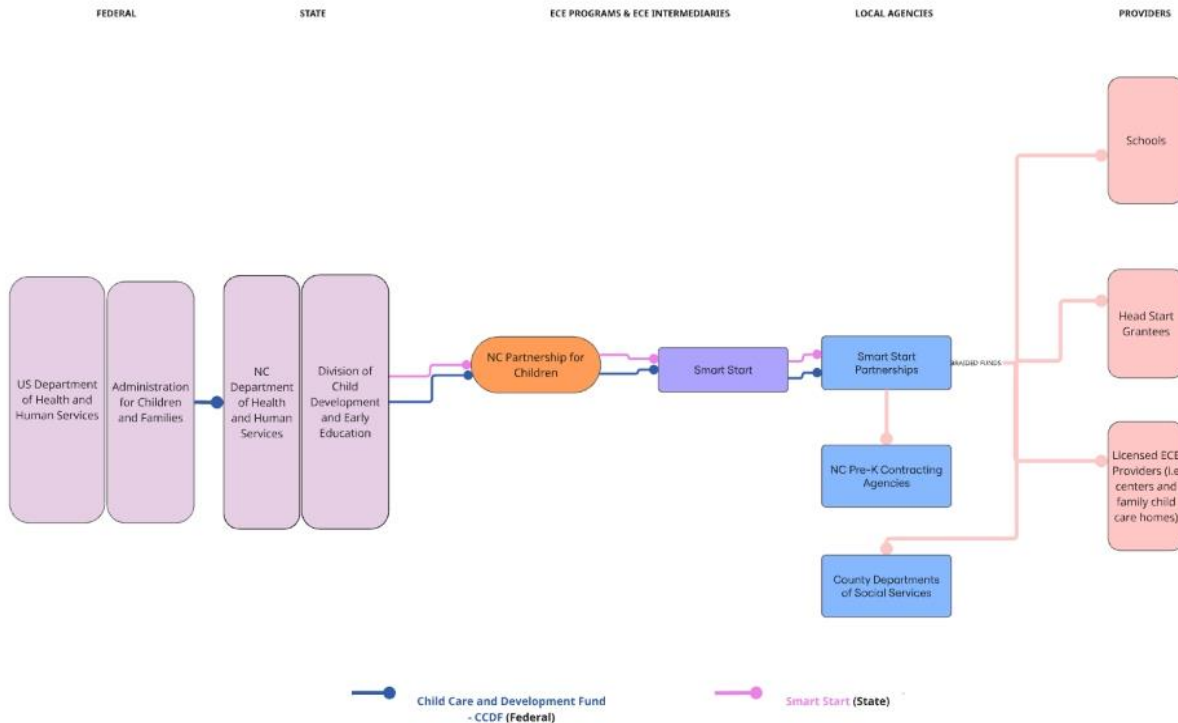 FEDERAL
STATE
ECE PROGRAMS & ECE INTERMEDIARIES
LOCAL AGENCIES
PROVIDERS
US Department
of Health and
Human Services
Administration
for Children
and Families
NC
Department
of Health
and Human
Services
Division of
Child
Development
and Early
Education
NC Partnership for
Children
Smart Start
Smart Start
Partnerships
BRAIDED FUNDS
NC Pre-K Contracting
Agencies
County Departments
of Social Services
Schools
Head Start
Grantees
Licensed ECE
Providers (i.e
centers and
family child
care homes)
Child Care and Development Fund
- CCDF (Federal)
Smart Start (State)